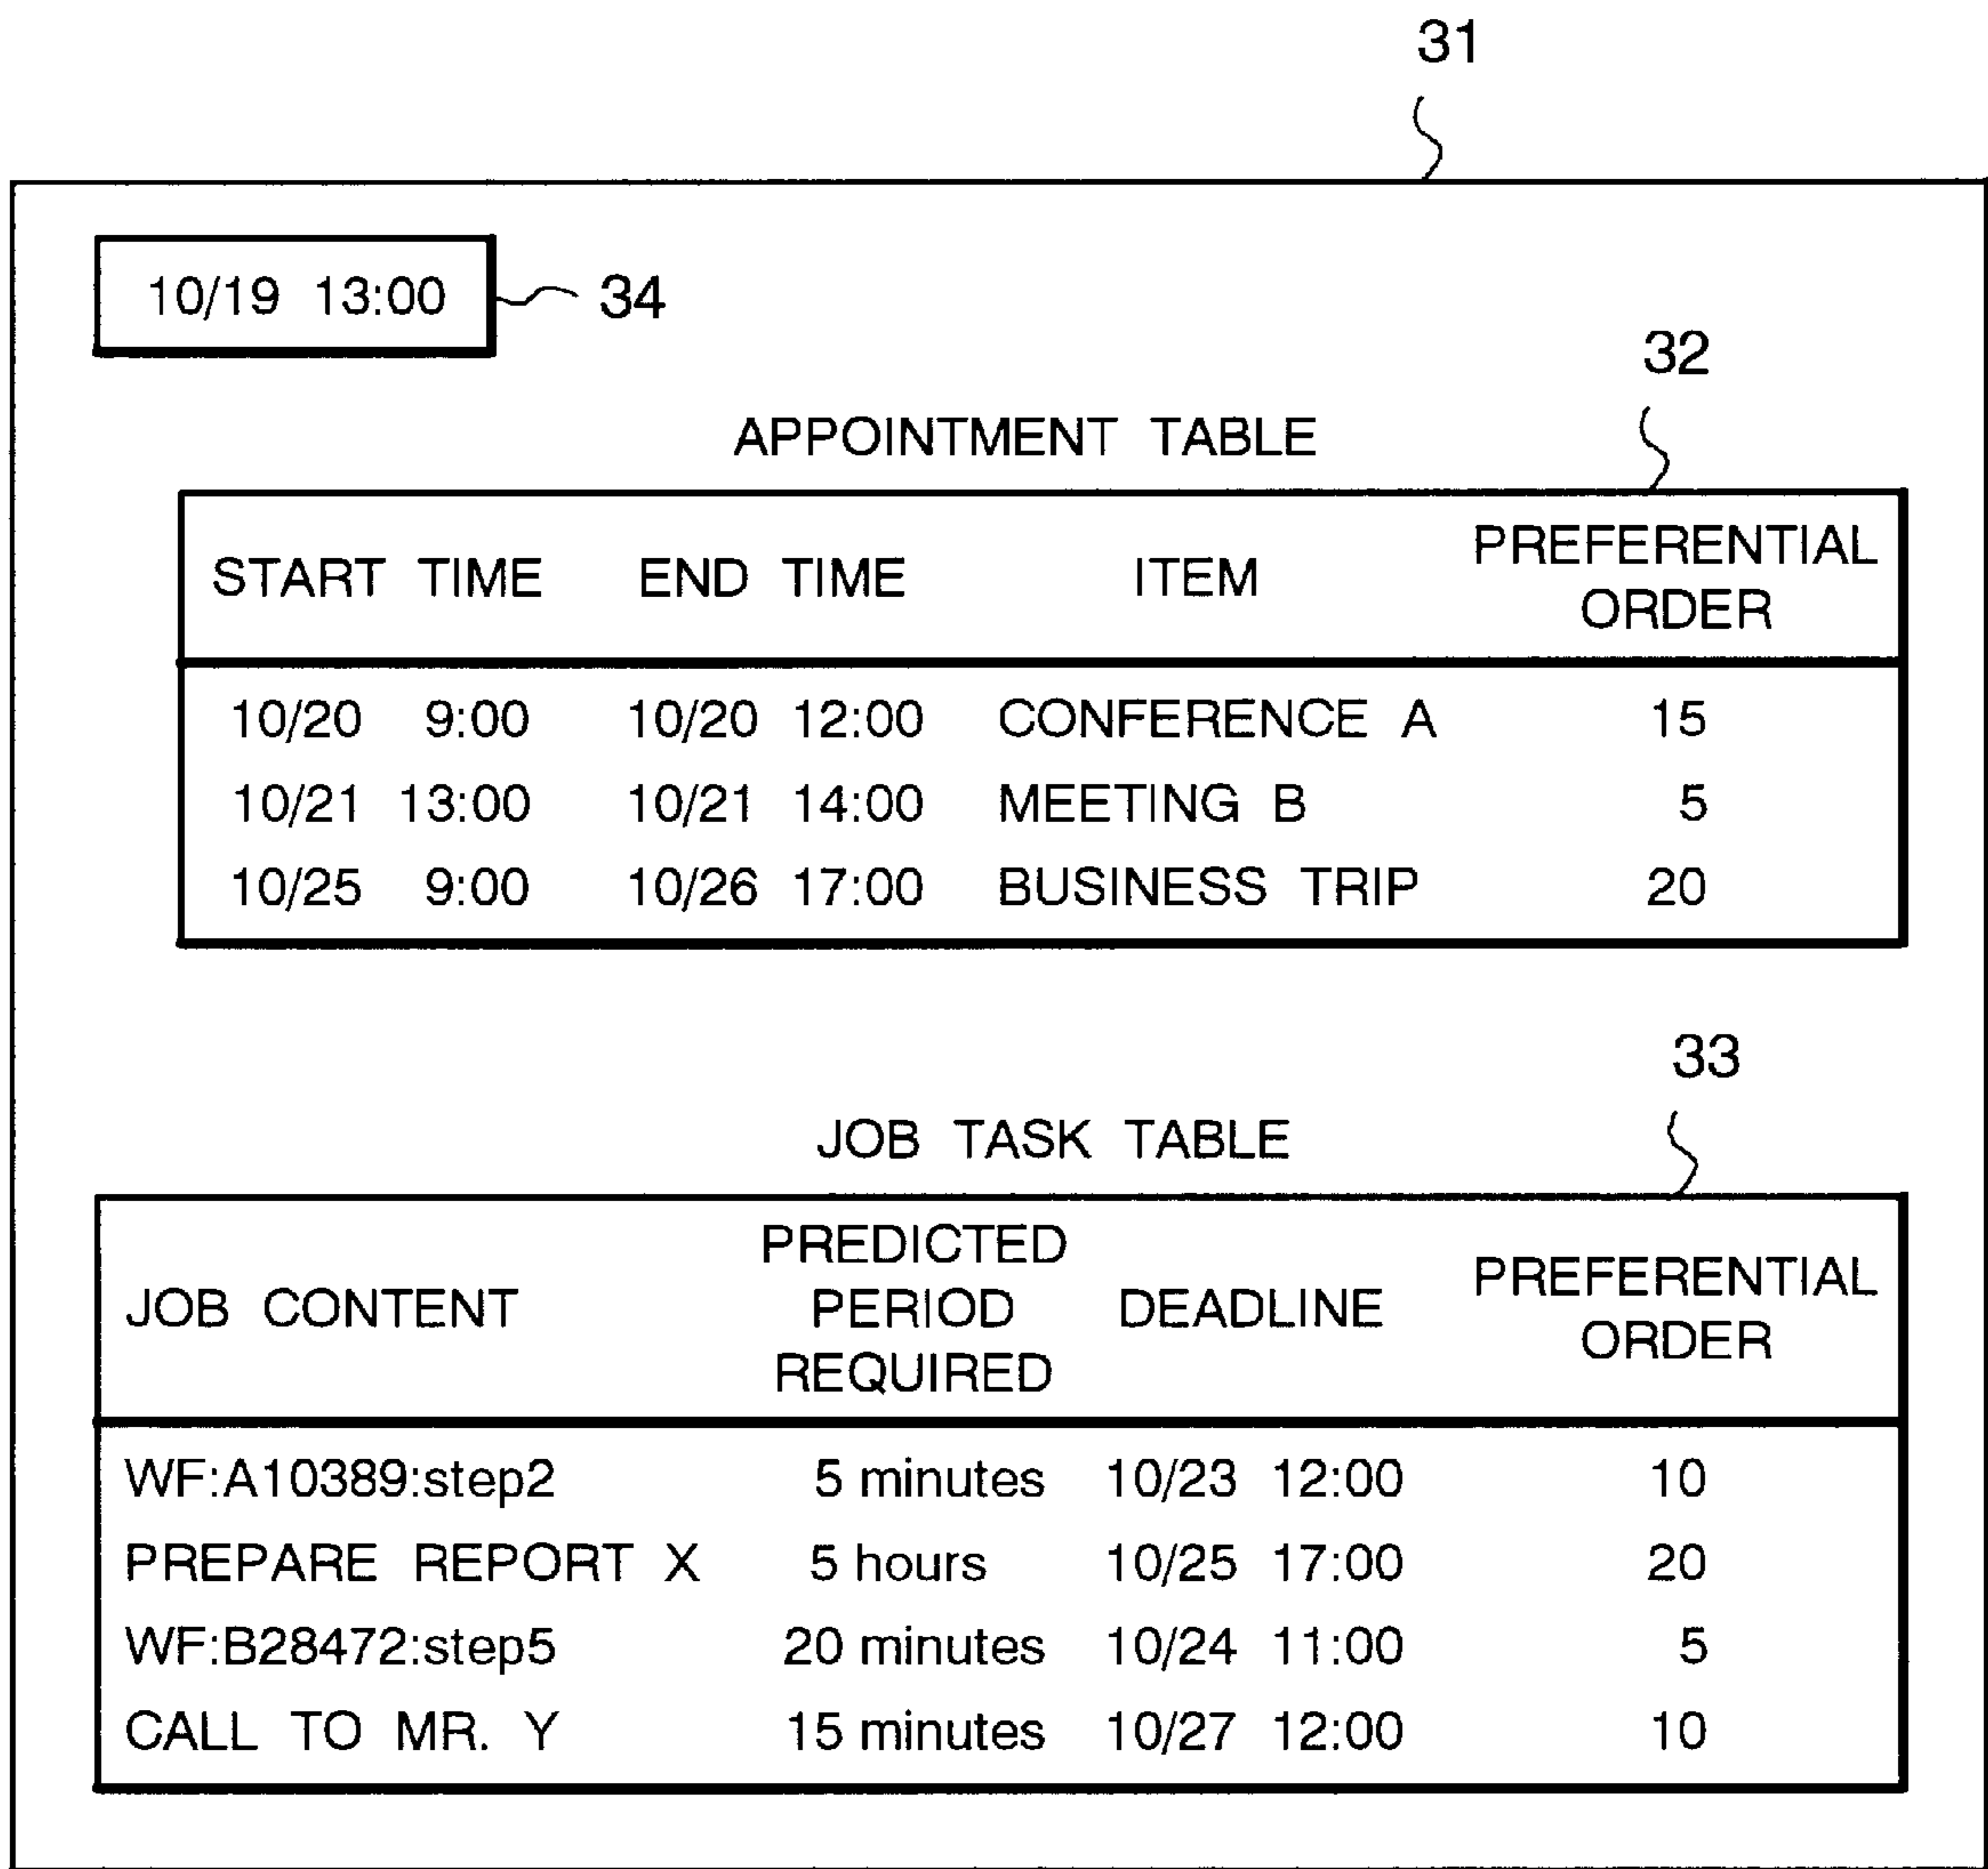 31
10/19 13:00 34
32
APPOINTMENT TABLE
START TIME END TIME ITEM PREFERENTIAL ORDER
10/20 9:00 10/20 12:00 CONFERENCE A 15
10/21 13:00 10/21 14:00 MEETING B 5
10/25 9:00 10/26 17:00 BUSINESS TRIP 20
33
JOB TASK TABLE
JOB CONTENT PREDICTED PERIOD REQUIRED DEADLINE PREFERENTIAL ORDER
WF:A10389:step2 5 minutes 10/23 12:00 10
PREPARE REPORT X 5 hours 10/25 17:00 20
WF:B28472:step5 20 minutes 10/24 11:00 5
CALL TO MR. Y 15 minutes 10/27 12:00 10